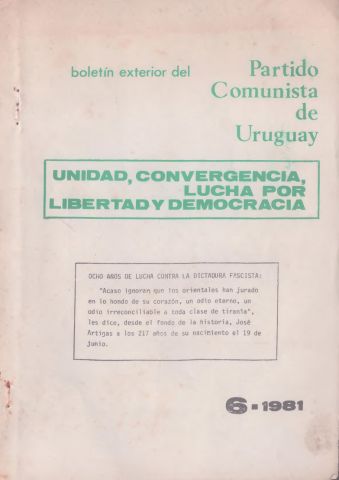 boletín exterior del
Partido
Comunista
de
Uruguay
UNIDAD, CONVERGENCIA,
LUCHA POR
LIBERTAD Y DEMOCRACIA
OCHO AÑOS DE LUCHA CONTRA LA DICTADURA FASCISTA:
"Acaso ignoran que los orientales han jurado
en lo hondo de su corazón, un odio eterno, un
odio irreconciliable a toda clase de tiranía",
les dice, desde el fondo de la historia, José
Artigas a los 217 años de su nacimiento el 19 de
junio.
6-1981